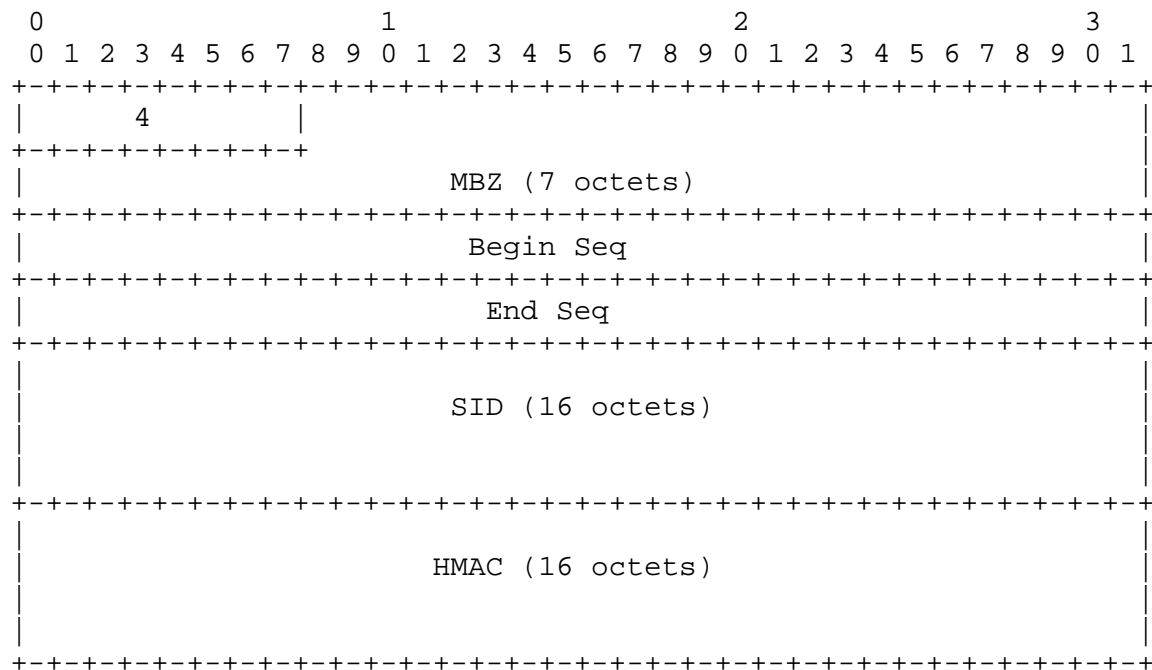 0                   1                   2                   3
 0 1 2 3 4 5 6 7 8 9 0 1 2 3 4 5 6 7 8 9 0 1 2 3 4 5 6 7 8 9 0 1
+-+-+-+-+-+-+-+-+-+-+-+-+-+-+-+-+-+-+-+-+-+-+-+-+-+-+-+-+-+-+-+-+
|      4        |                                               |
+-+-+-+-+-+-+-+-+                                               |
|                        MBZ (7 octets)                         |
+-+-+-+-+-+-+-+-+-+-+-+-+-+-+-+-+-+-+-+-+-+-+-+-+-+-+-+-+-+-+-+-+
|                         Begin Seq                             |
+-+-+-+-+-+-+-+-+-+-+-+-+-+-+-+-+-+-+-+-+-+-+-+-+-+-+-+-+-+-+-+-+
|                          End Seq                              |
+-+-+-+-+-+-+-+-+-+-+-+-+-+-+-+-+-+-+-+-+-+-+-+-+-+-+-+-+-+-+-+-+
|                                                               |
|                        SID (16 octets)                        |
|                                                               |
|                                                               |
+-+-+-+-+-+-+-+-+-+-+-+-+-+-+-+-+-+-+-+-+-+-+-+-+-+-+-+-+-+-+-+-+
|                                                               |
|                       HMAC (16 octets)                        |
|                                                               |
|                                                               |
+-+-+-+-+-+-+-+-+-+-+-+-+-+-+-+-+-+-+-+-+-+-+-+-+-+-+-+-+-+-+-+-+